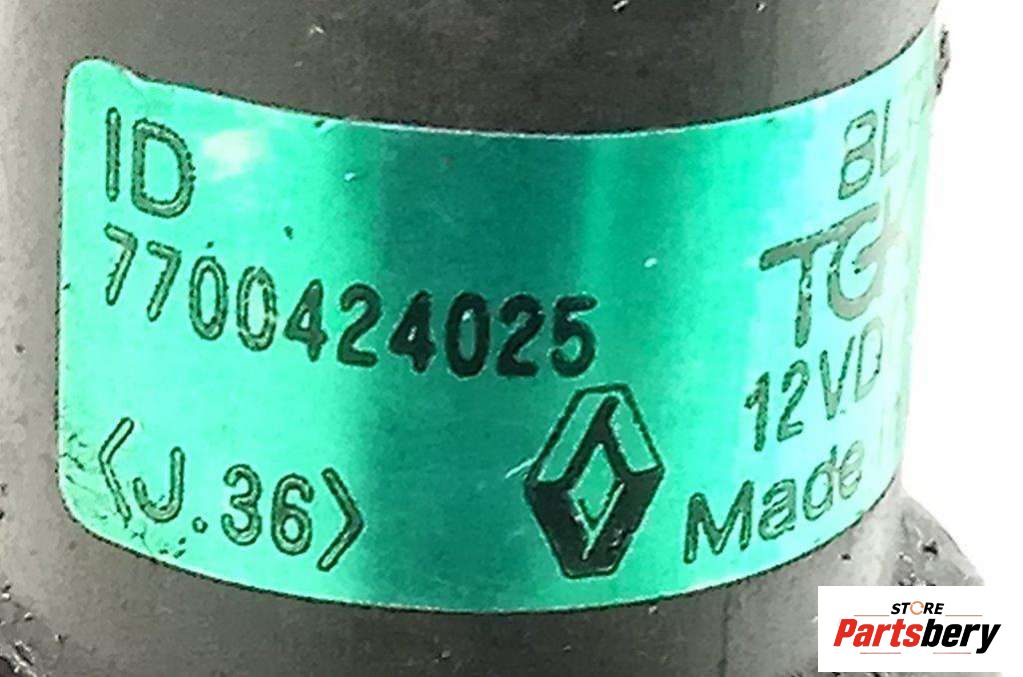 ID
7700424025
<J.36>
12VD
Made
STORE
Partsbery